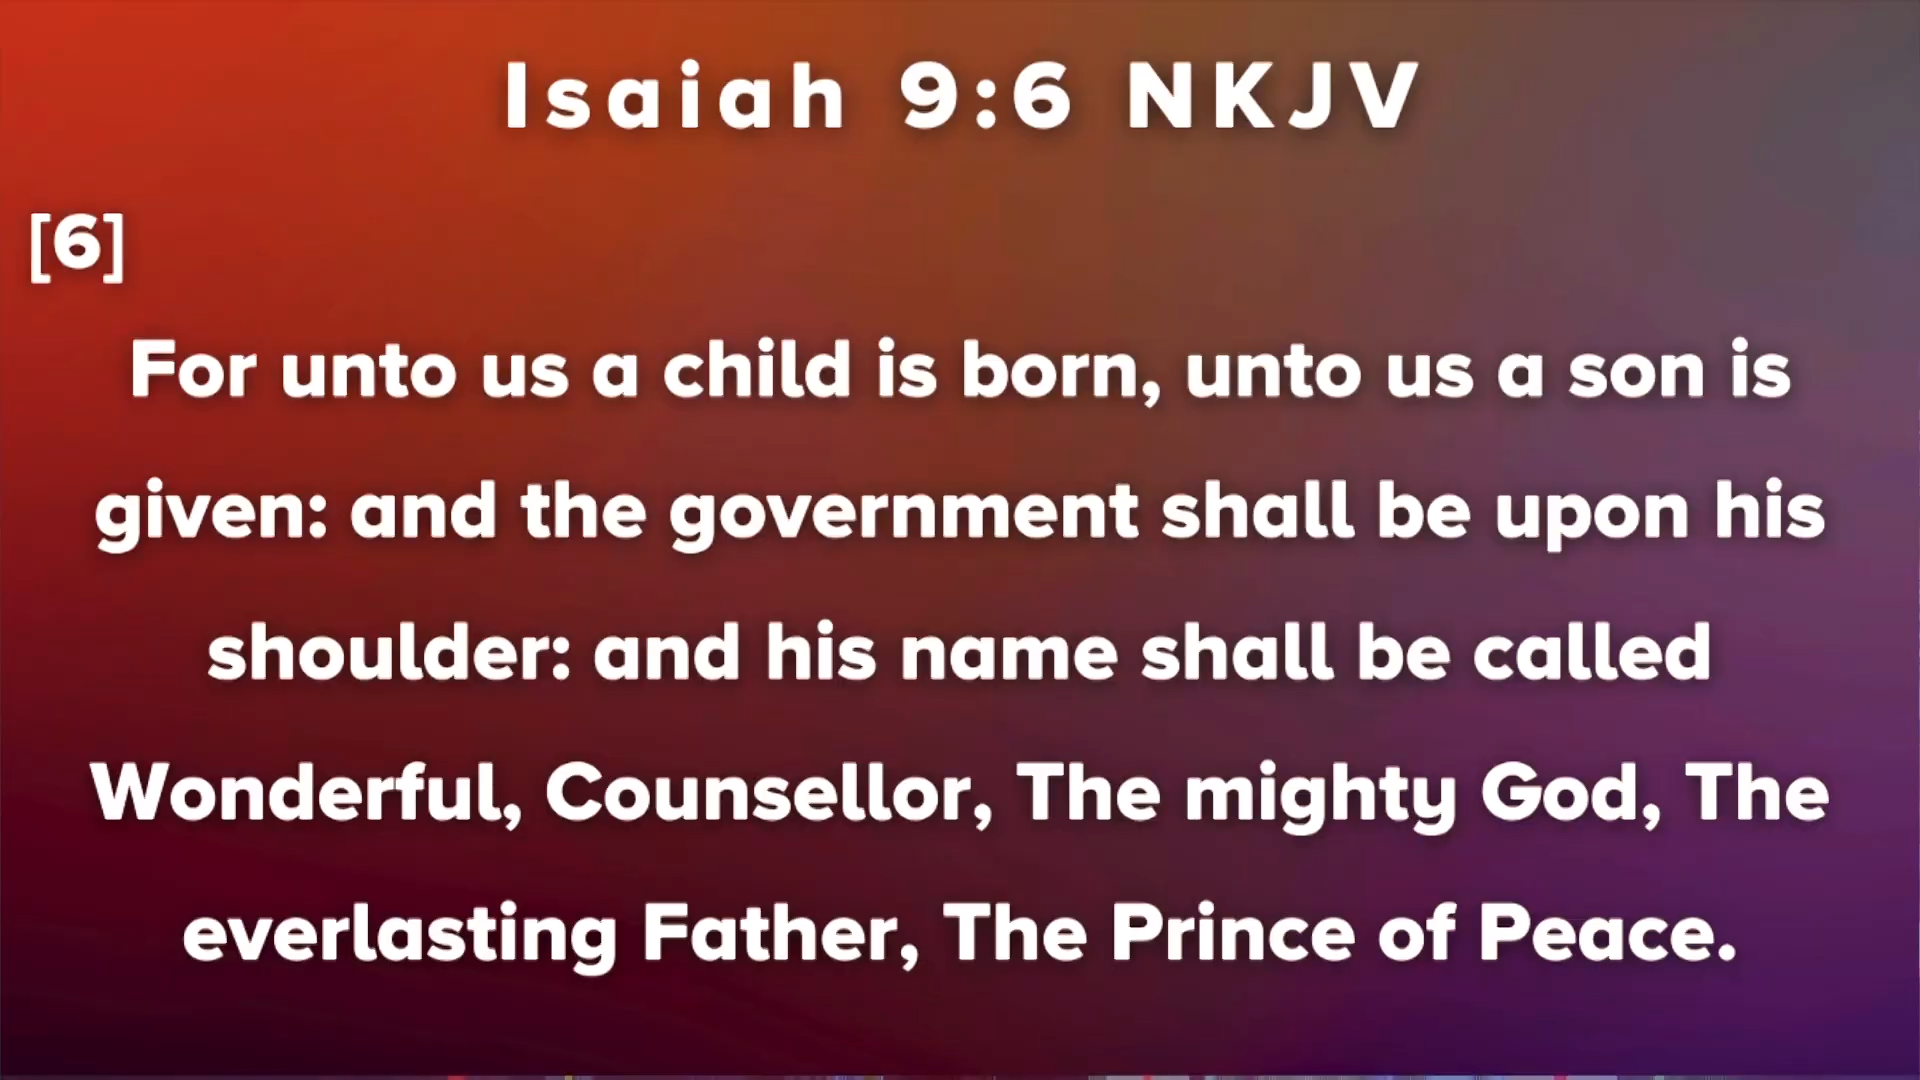 Isaiah 9:6 NKJV
[6]
For unto us a child is born, unto us a son is
given: and the government shall be upon his
shoulder: and his name shall be called
Wonderful, Counsellor, The mighty God, The
everlasting Father, The Prince of Peace.